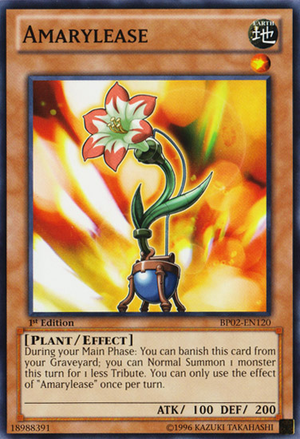 AMARYLEASE
EARTH
地
1st Edition
BP02-EN120
[PLANT / EFFECT]
During your Main Phase: You can banish this card
from your Graveyard; you can Normal Summon 1 monster
this turn for 1 less Tribute. You can only use the effect
of "Amarylease" once per turn.
ATK/ 100 DEF/ 200
18988391
©1996 KAZUKI TAKAHASHI